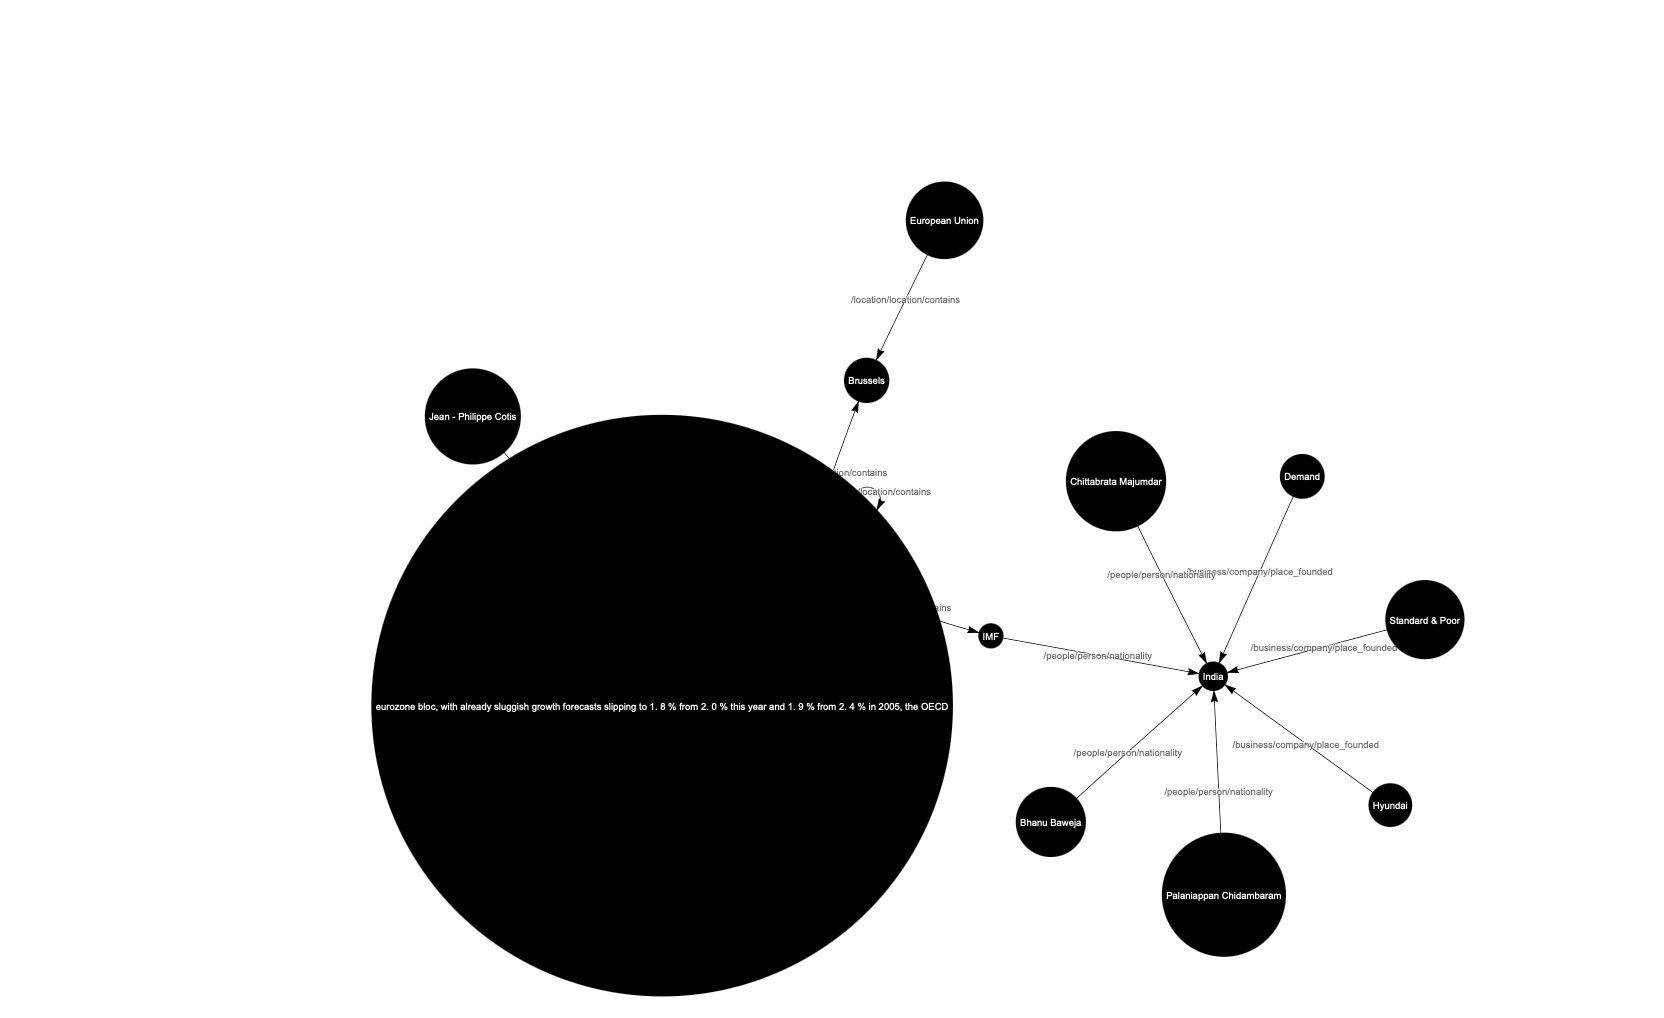 European Union
/location/location/contains
Brussels
Jean - Philippe Cotis
/location/contains
Chittabrata Majumdar
Demand
/people/person/nationality
/business/company/place_founded
Standard & Poor
IMF
/people/person/nationality
/business/company/place_founded
India
eurozone bloc, with already sluggish growth forecasts slipping to 1. 8 % from 2. 0 % this year and 1. 9 % from 2. 4 % in 2005, the OECD
/people/person/nationality
/business/company/place_founded
/people/person/nationality
Hyundai
Bhanu Baweja
Palaniappan Chidambaram